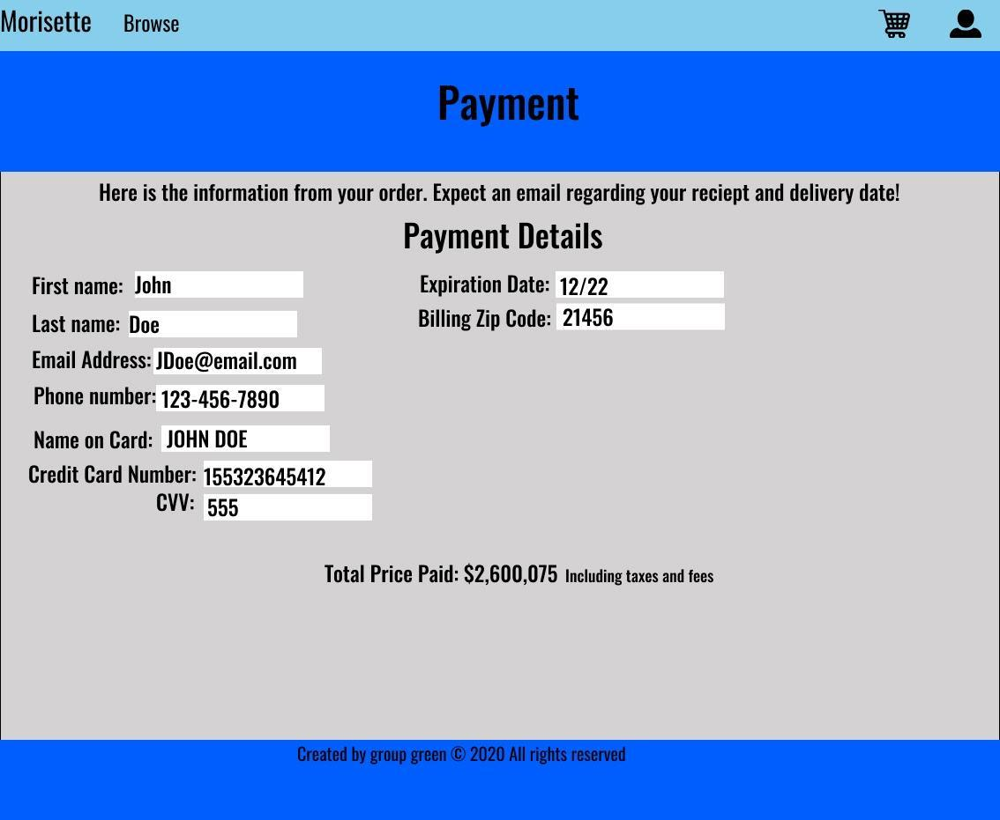 Morisette Browse
Payment
Here is the information from your order. Expect an email regarding your reciept and delivery date!
Payment Details
First name: John
Last name: Doe
Email Address: JDoe@email.com
Phone number: 123-456-7890
Name on Card: JOHN DOE
Credit Card Number: 155323645412
CVV: 555
Expiration Date: 12/22
Billing Zip Code: 21456
Total Price Paid: $2,600,075 Including taxes and fees
Created by group green © 2020 All rights reserved